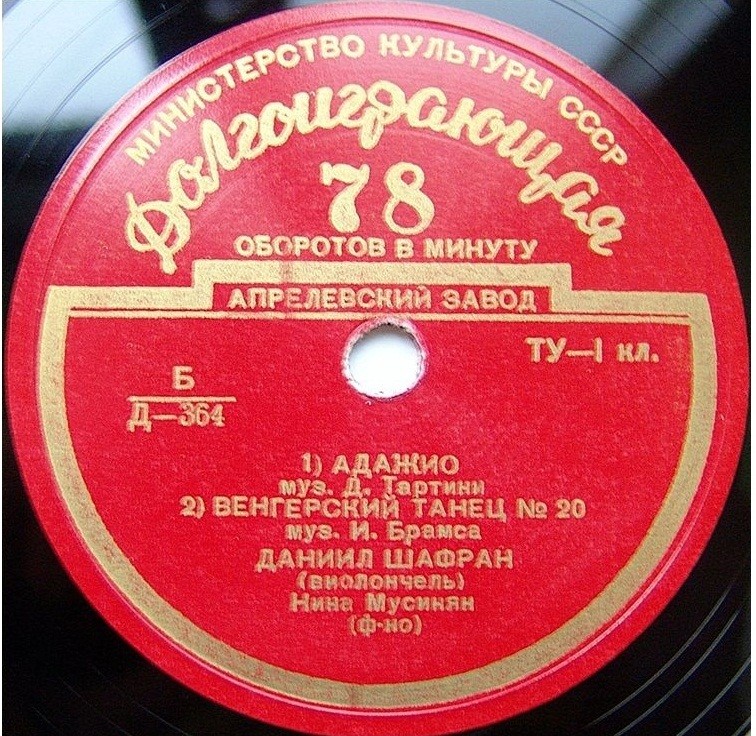 МИНИСТЕРСТВО КУЛЬТУРЫ СССР
Долгоиграющая
78
ОБОРОТОВ В МИНУТУ
АПРЕЛЕВСКИЙ ЗАВОД
ТУ—1 кл.
Б
Д—364
1) АДАЖИО
муз. Д. Тартини
2) ВЕНГЕРСКИЙ ТАНЕЦ № 20
муз. И. Брамса
ДАНИИЛ ШАФРАН
(виолончель)
Нина Мусинян
(ф-но)